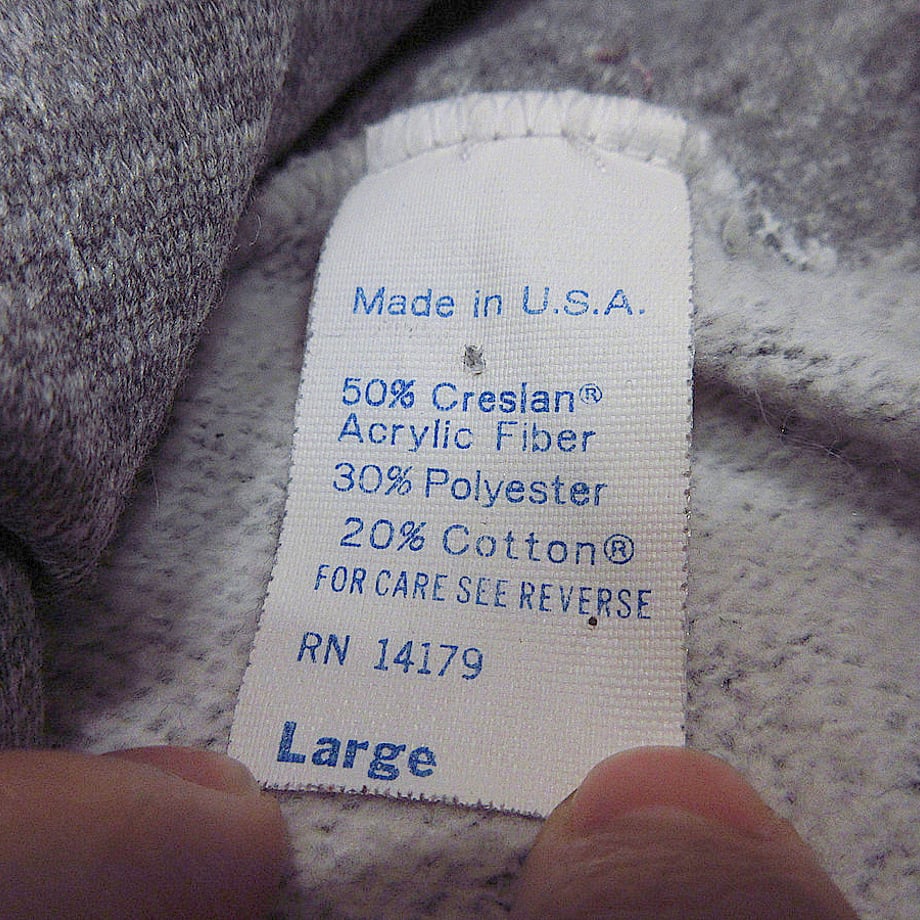 Made in U.S.A.
50% Creslan®
Acrylic Fiber
30% Polyester
20% Cotton®
FOR CARE SEE REVERSE
RN 14179
Large